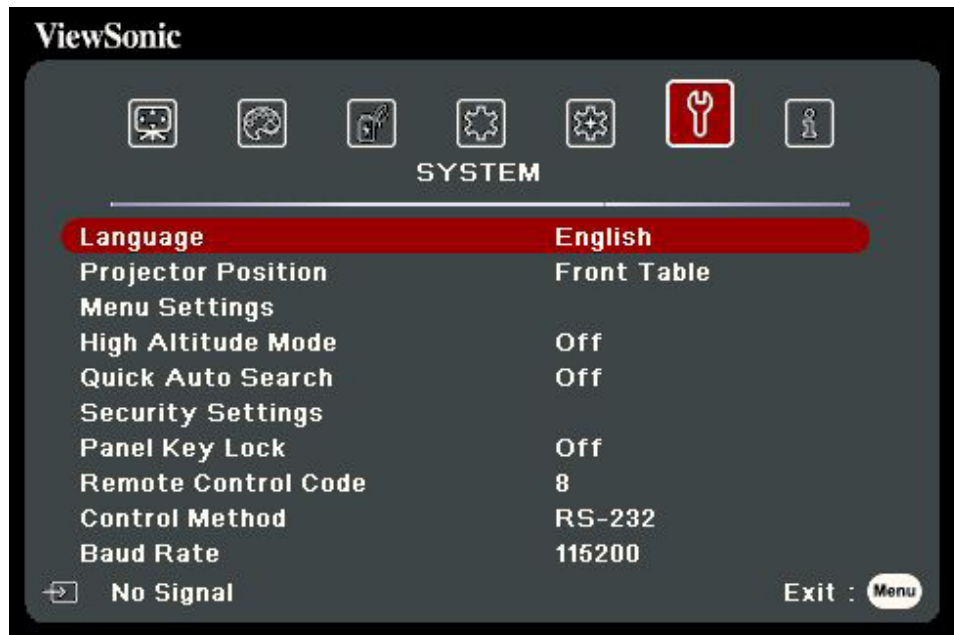 ViewSonic
SYSTEM
Language English
Projector Position Front Table
Menu Settings
High Altitude Mode Off
Quick Auto Search Off
Security Settings
Panel Key Lock Off
Remote Control Code 8
Control Method RS-232
Baud Rate 115200
No Signal Exit : Menu